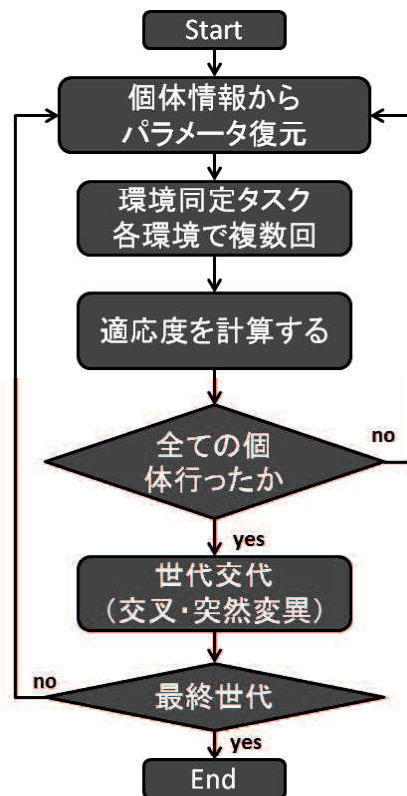 Start
個体情報から
パラメータ復元
環境同定タスク
各環境で複数回
適応度を計算する
全ての個
体行ったか
no
yes
世代交代
(交叉・突然変異)
no
最終世代
yes
End